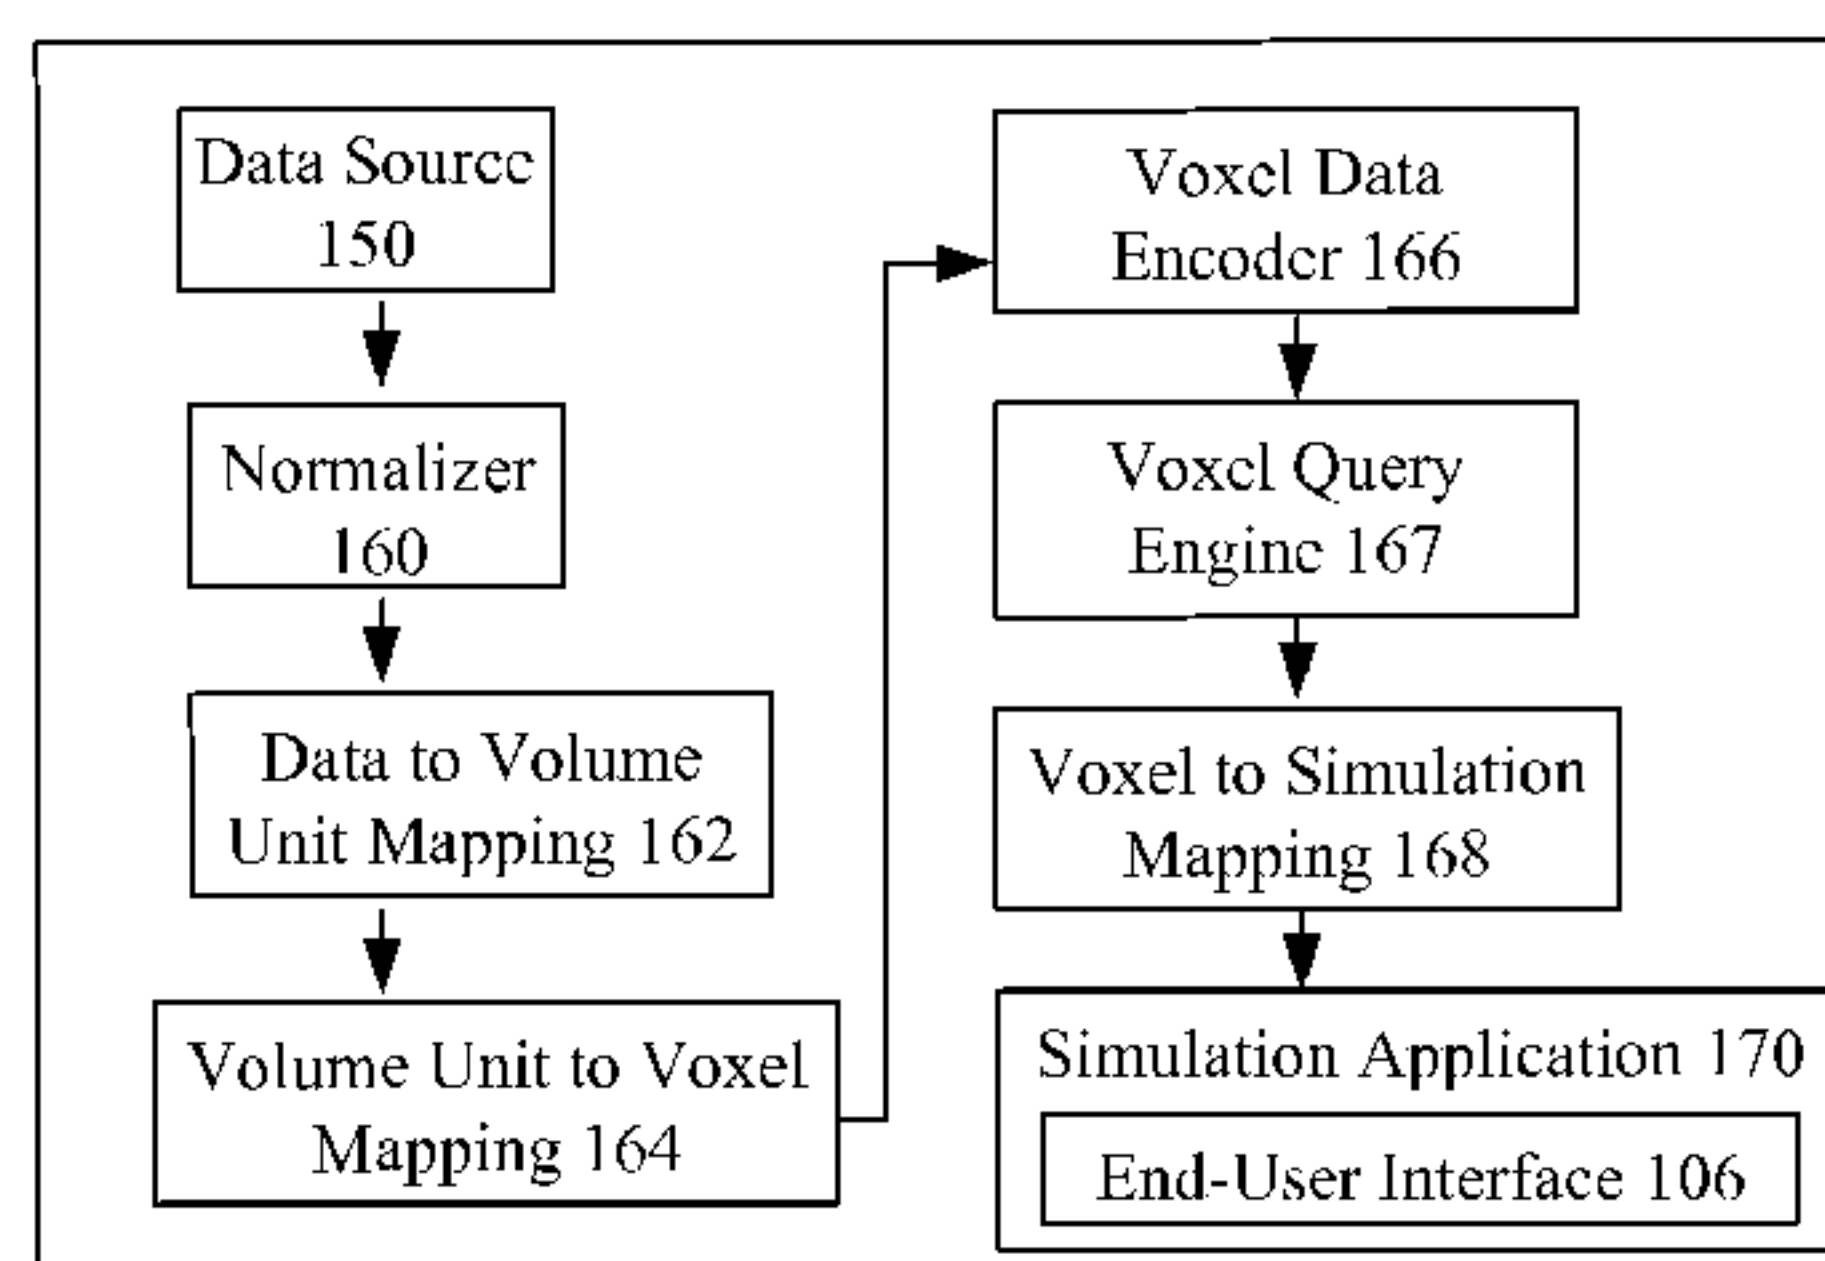 Data Source
150
Normalizer
160
Data to Volume
Unit Mapping 162
Volume Unit to Voxel
Mapping 164
Voxel Data
Encoder 166
Voxel Query
Engine 167
Voxel to Simulation
Mapping 168
Simulation Application 170
End-User Interface 106